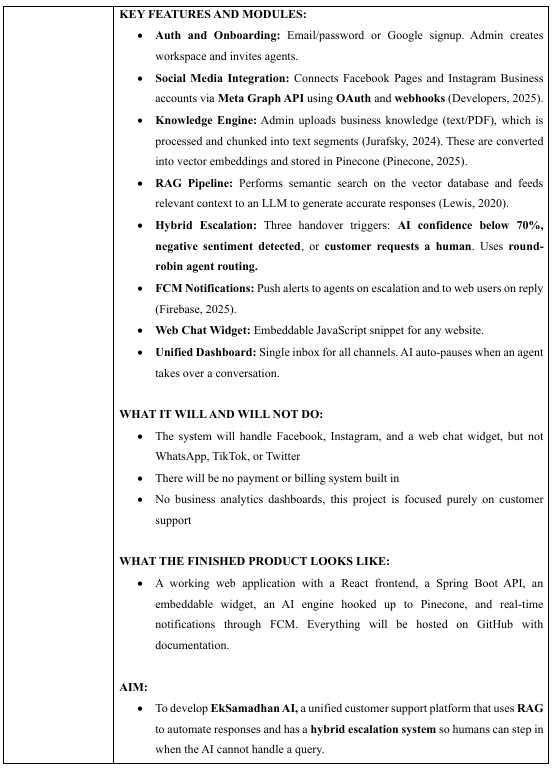 KEY FEATURES AND MODULES:
• Auth and Onboarding: Email/password or Google signup. Admin creates
workspace and invites agents.
• Social Media Integration: Connects Facebook Pages and Instagram Business
accounts via Meta Graph API using OAuth and webhooks (Developers, 2025).
• Knowledge Engine: Admin uploads business knowledge (text/PDF), which is
processed and chunked into text segments (Jurafsky, 2024). These are converted
into vector embeddings and stored in Pinecone (Pinecone, 2025).
• RAG Pipeline: Performs semantic search on the vector database and feeds
relevant context to an LLM to generate accurate responses (Lewis, 2020).
• Hybrid Escalation: Three handover triggers: AI confidence below 70%,
negative sentiment detected, or customer requests a human. Uses round-
robin agent routing.
• FCM Notifications: Push alerts to agents on escalation and to web users on reply
(Firebase, 2025).
• Web Chat Widget: Embeddable JavaScript snippet for any website.
• Unified Dashboard: Single inbox for all channels. AI auto-pauses when an agent
takes over a conversation.
WHAT IT WILL AND WILL NOT DO:
• The system will handle Facebook, Instagram, and a web chat widget, but not
WhatsApp, TikTok, or Twitter
• There will be no payment or billing system built in
• No business analytics dashboards, this project is focused purely on customer
support
WHAT THE FINISHED PRODUCT LOOKS LIKE:
• A working web application with a React frontend, a Spring Boot API, an
embeddable widget, an AI engine hooked up to Pinecone, and real-time
notifications through FCM. Everything will be hosted on GitHub with
documentation.
AIM:
• To develop EkSamadhan AI, a unified customer support platform that uses RAG
to automate responses and has a hybrid escalation system so humans can step in
when the AI cannot handle a query.